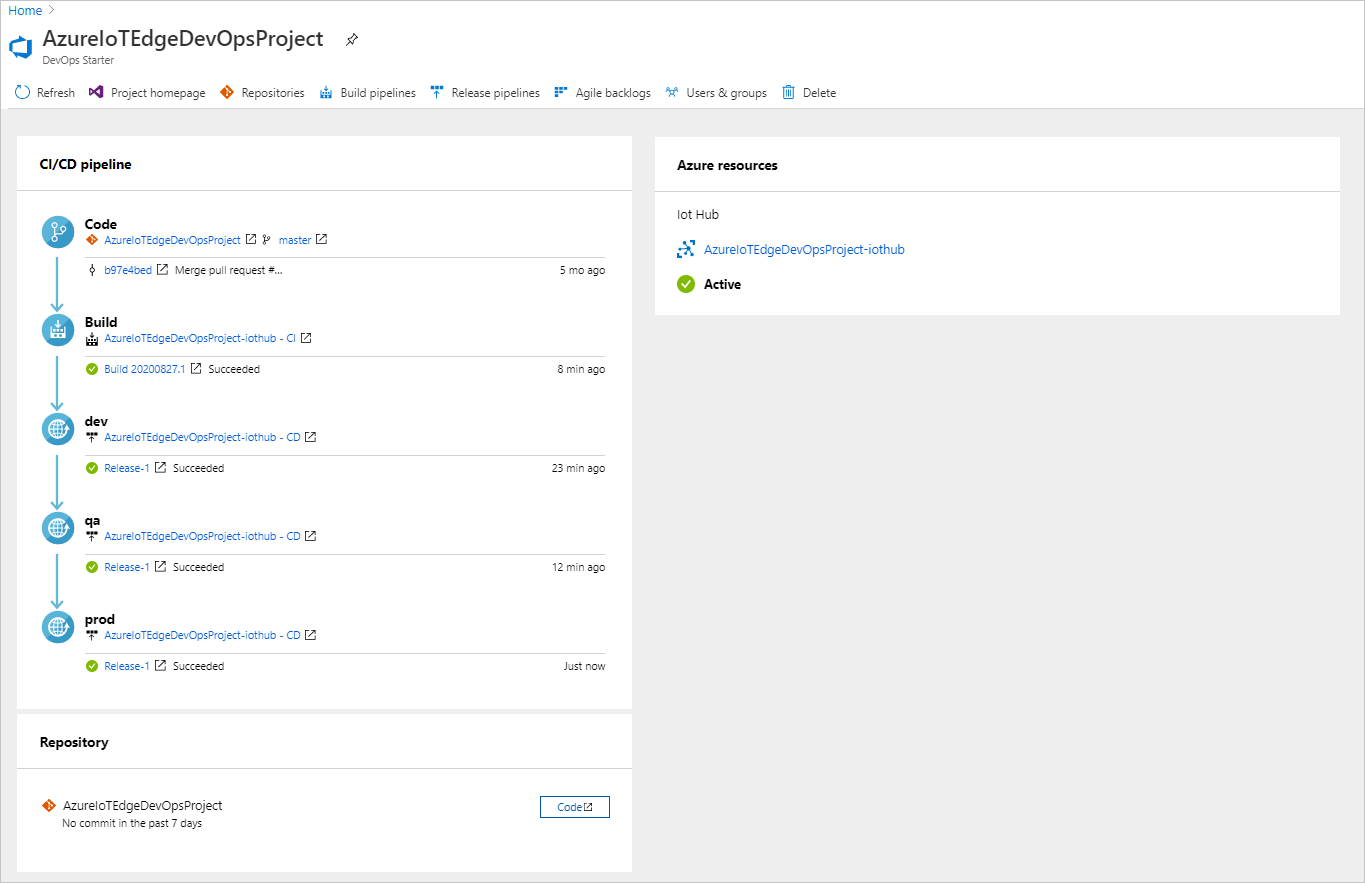 Home
AzureIoTEdgeDevOpsProject
DevOps Starter
Refresh Project homepage Repositories Build pipelines Release pipelines Agile backlogs Users & groups Delete
CI/CD pipeline
Code
AzureIoTEdgeDevOpsProject master
b97e4bed Merge pull request #... 5 mo ago
Build
AzureIoTEdgeDevOpsProject-iothub - CI
Build 20200827.1 Succeeded 8 min ago
dev
AzureIoTEdgeDevOpsProject-iothub - CD
Release-1 Succeeded 23 min ago
qa
AzureIoTEdgeDevOpsProject-iothub - CD
Release-1 Succeeded 12 min ago
prod
AzureIoTEdgeDevOpsProject-iothub - CD
Release-1 Succeeded Just now
Repository
AzureIoTEdgeDevOpsProject
No commit in the past 7 days
Code
Azure resources
Iot Hub
AzureIoTEdgeDevOpsProject-iothub
Active